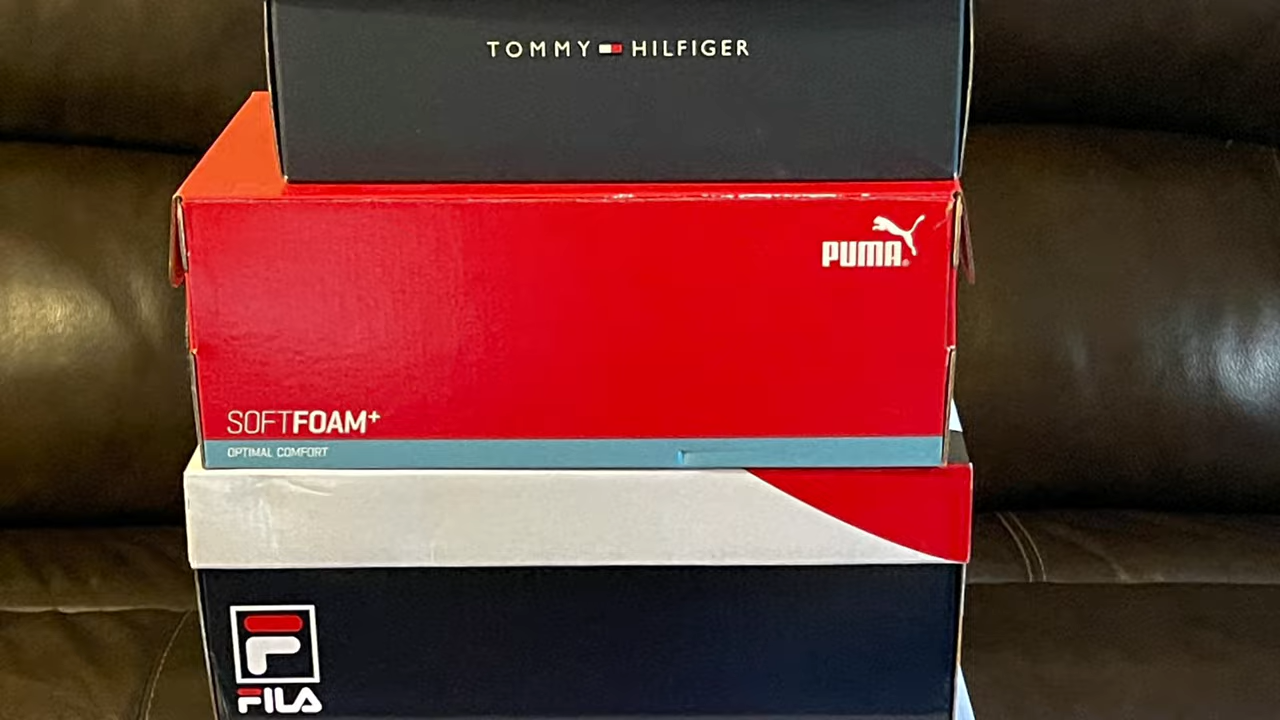 TOMMY HILFIGER
PUMA®
SOFTFOAM+
OPTIMAL COMFORT
F
FILA